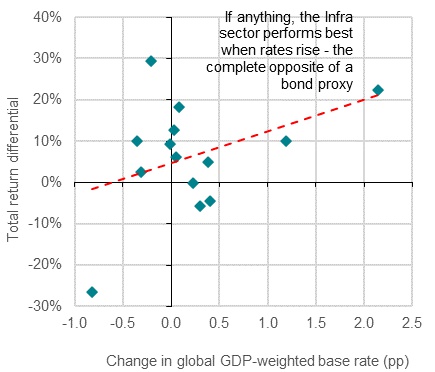 If anything, the Infra
sector performs best
when rates rise - the
complete opposite of a
bond proxy
Total return differential
40%
30%
20%
10%
0%
-10%
-20%
-30%
-1.0 -0.5 0.0 0.5 1.0 1.5 2.0 2.5
Change in global GDP-weighted base rate (pp)